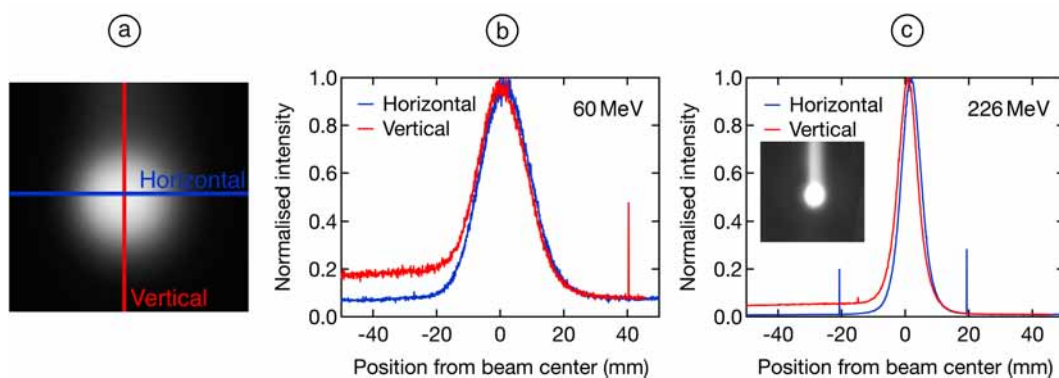 a
Horizontal
Vertical
b
Normalised intensity
1.0
0.8
0.6
0.4
0.2
0.0
Horizontal
Vertical
60 MeV
-40 -20 0 20 40
Position from beam center (mm)
c
Normalised intensity
1.0
0.8
0.6
0.4
0.2
0.0
Horizontal
Vertical
226 MeV
-40 -20 0 20 40
Position from beam center (mm)